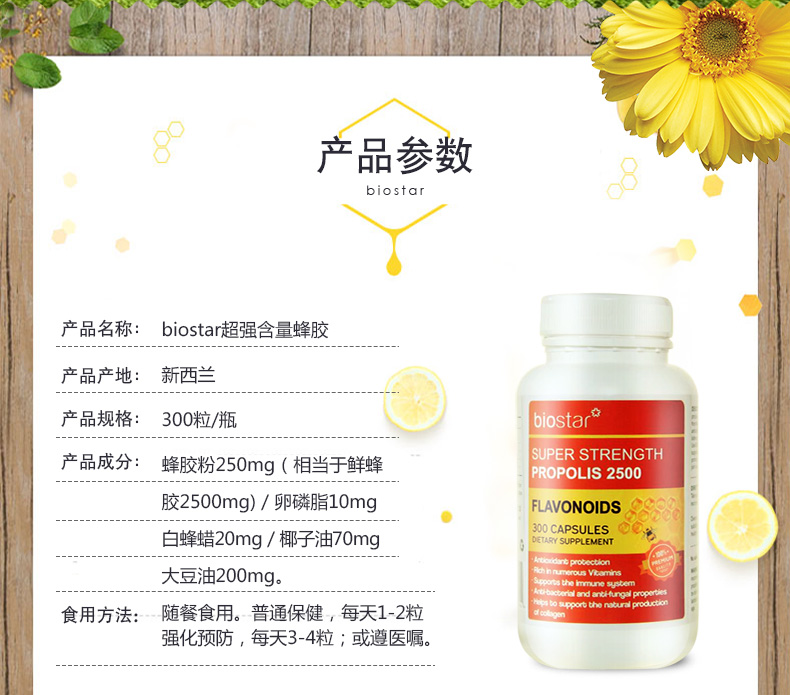 产品参数
biostar
产品名称： biostar超强含量蜂胶
产品产地： 新西兰
产品规格： 300粒/瓶
产品成分： 蜂胶粉250mg（相当于鲜蜂
胶2500mg) / 卵磷脂10mg
白蜂蜡20mg / 椰子油70mg
大豆油200mg。
食用方法： 随餐食用。普通保健，每天1-2粒
强化预防，每天3-4粒；或遵医嘱。
biostar
SUPER STRENGTH
PROPOLIS 2500
FLAVONOIDS
300 CAPSULES
DIETARY SUPPLEMENT
100%
PREMIUM
· Antioxidant protection
· Rich in numerous Vitamins
· Supports the immune system
· Anti-bacterial and anti-fungal properties
· Helps to support the natural production
of collagen